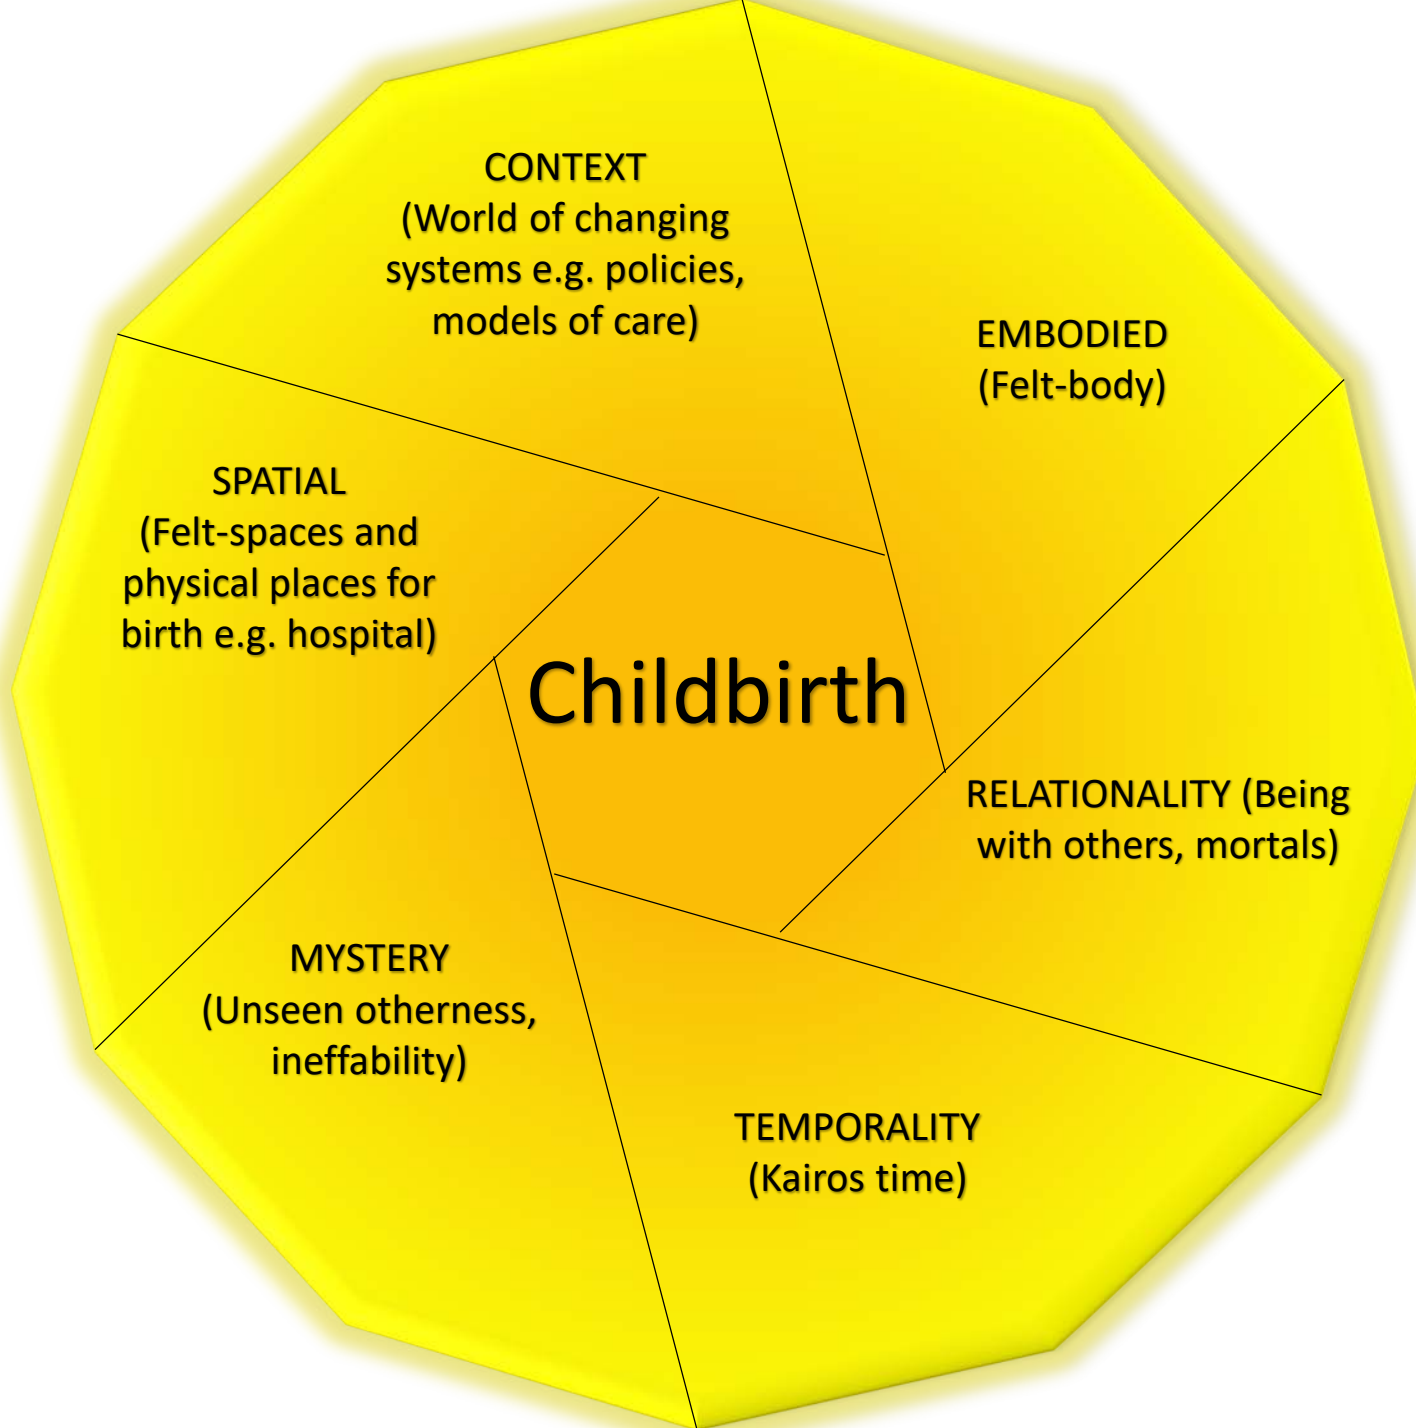 CONTEXT
(World of changing
systems e.g. policies,
models of care)
EMBODIED
(Felt-body)
SPATIAL
(Felt-spaces and
physical places for
birth e.g. hospital)
Childbirth
RELATIONALITY (Being
with others, mortals)
MYSTERY
(Unseen otherness,
ineffability)
TEMPORALITY
(Kairos time)